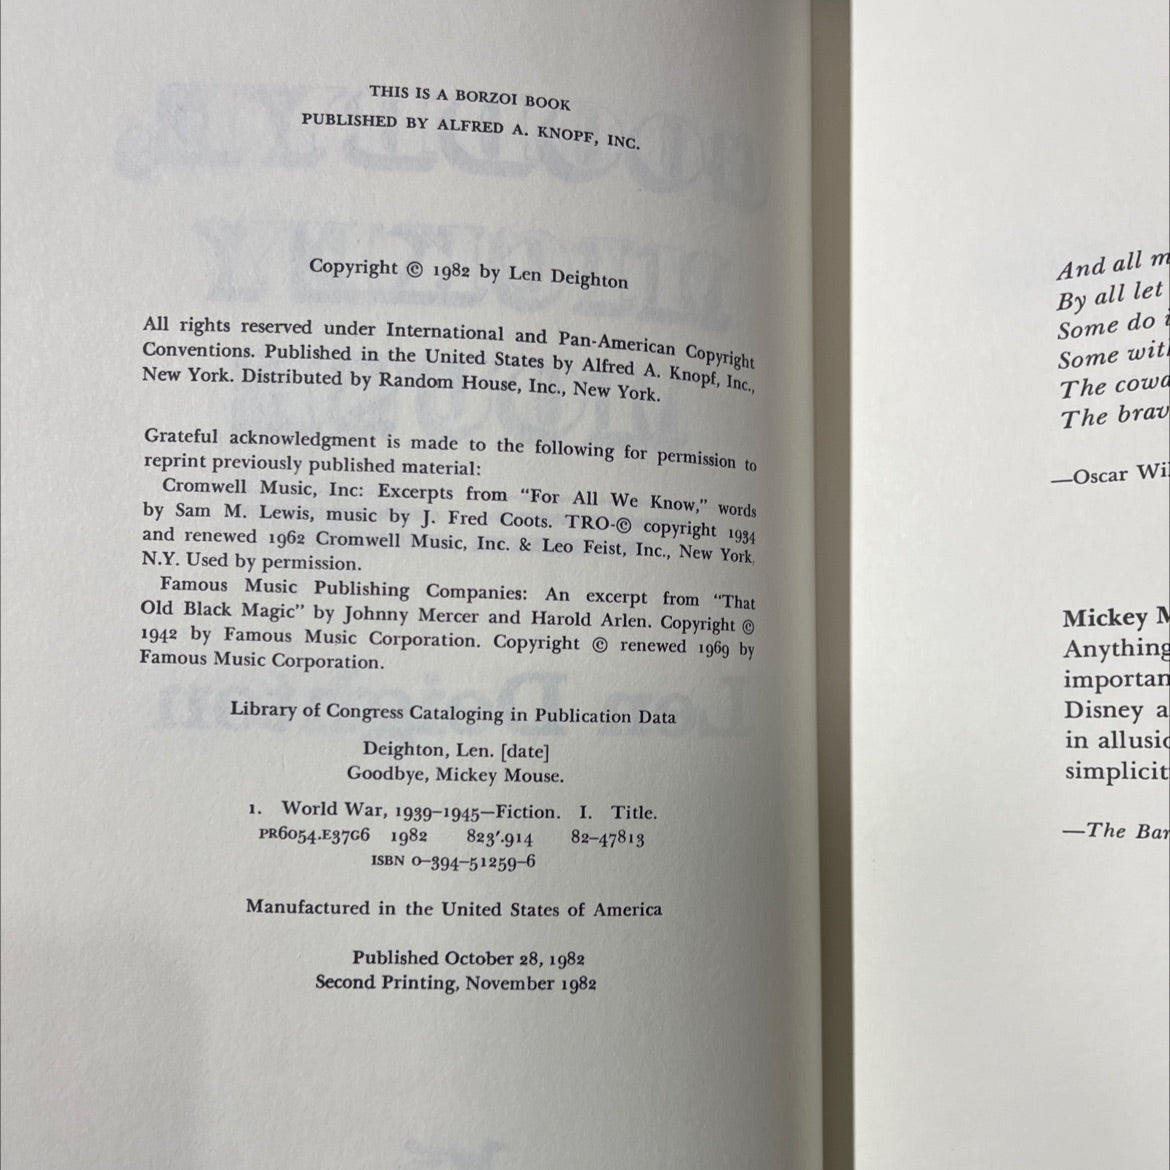 THIS IS A BORZOI BOOK
PUBLISHED BY ALFRED A. KNOPF, INC.
Copyright © 1982 by Len Deighton
All rights reserved under International and Pan-American Copyright
Conventions. Published in the United States by Alfred A. Knopf, Inc.,
New York. Distributed by Random House, Inc., New York.
Grateful acknowledgment is made to the following for permission to
reprint previously published material:
Cromwell Music, Inc: Excerpts from “For All We Know,” words
by Sam M. Lewis, music by J. Fred Coots. TRO-© copyright 1934
and renewed 1962 Cromwell Music, Inc. & Leo Feist, Inc., New York,
N.Y. Used by permission.
Famous Music Publishing Companies: An excerpt from “That
Old Black Magic” by Johnny Mercer and Harold Arlen. Copyright ©
1942 by Famous Music Corporation. Copyright © renewed 1969 by
Famous Music Corporation.
Library of Congress Cataloging in Publication Data
Deighton, Len. [date]
Goodbye, Mickey Mouse.
1. World War, 1939–1945—Fiction. I. Title.
PR6054.E37G6 1982 823′.914 82–47813
ISBN 0–394–51259–6
Manufactured in the United States of America
Published October 28, 1982
Second Printing, November 1982
And all
By all let
Some do
Some
The
The
—Oscar
Mickey
Anything
Disney
in
—The